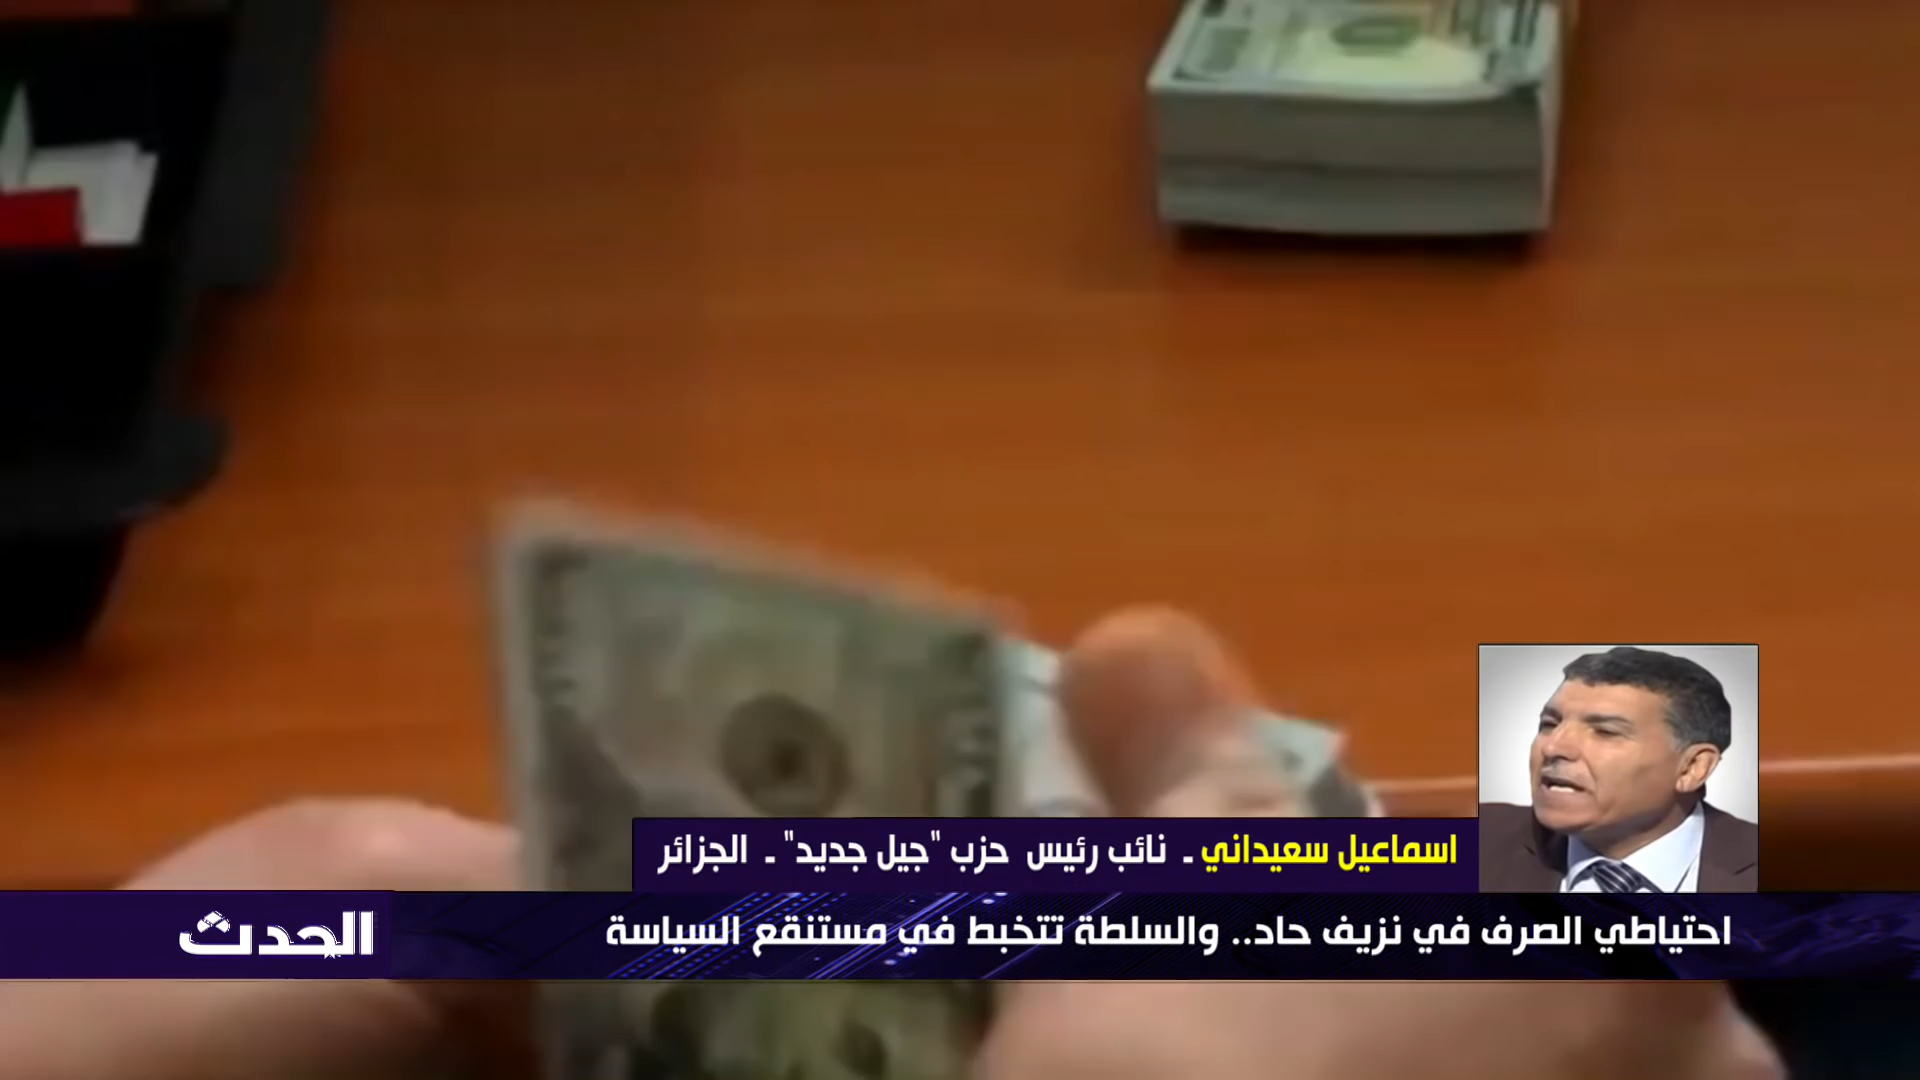 اسماعيل سعيداني ـ نائب رئيس حزب "جيل جديد" ـ الجزائر
احتياطي الصرف في نزيف حاد.. والسلطة تتخبط في مستنقع السياسة
الحدث